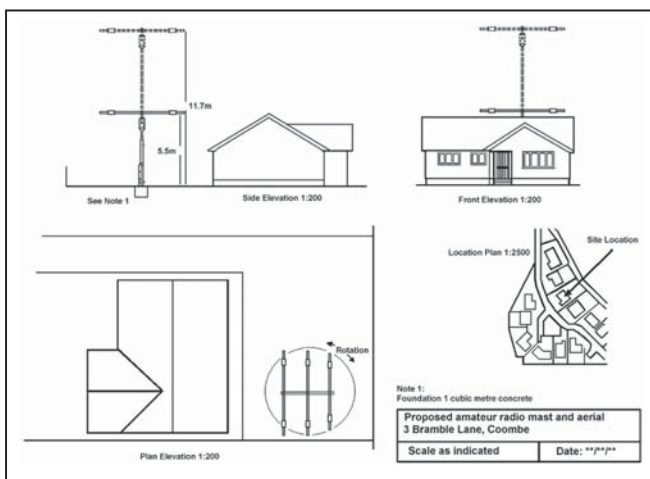 11.7m
5.5m
See Note 1
Side Elevation 1:200
Front Elevation 1:200
Site Location
Location Plan 1:2500
Rotation
Note 1:
Foundation 1 cubic metre concrete
Proposed amateur radio mast and aerial
3 Bramble Lane, Coombe
Scale as indicated
Date: **/**/**
Plan Elevation 1:200